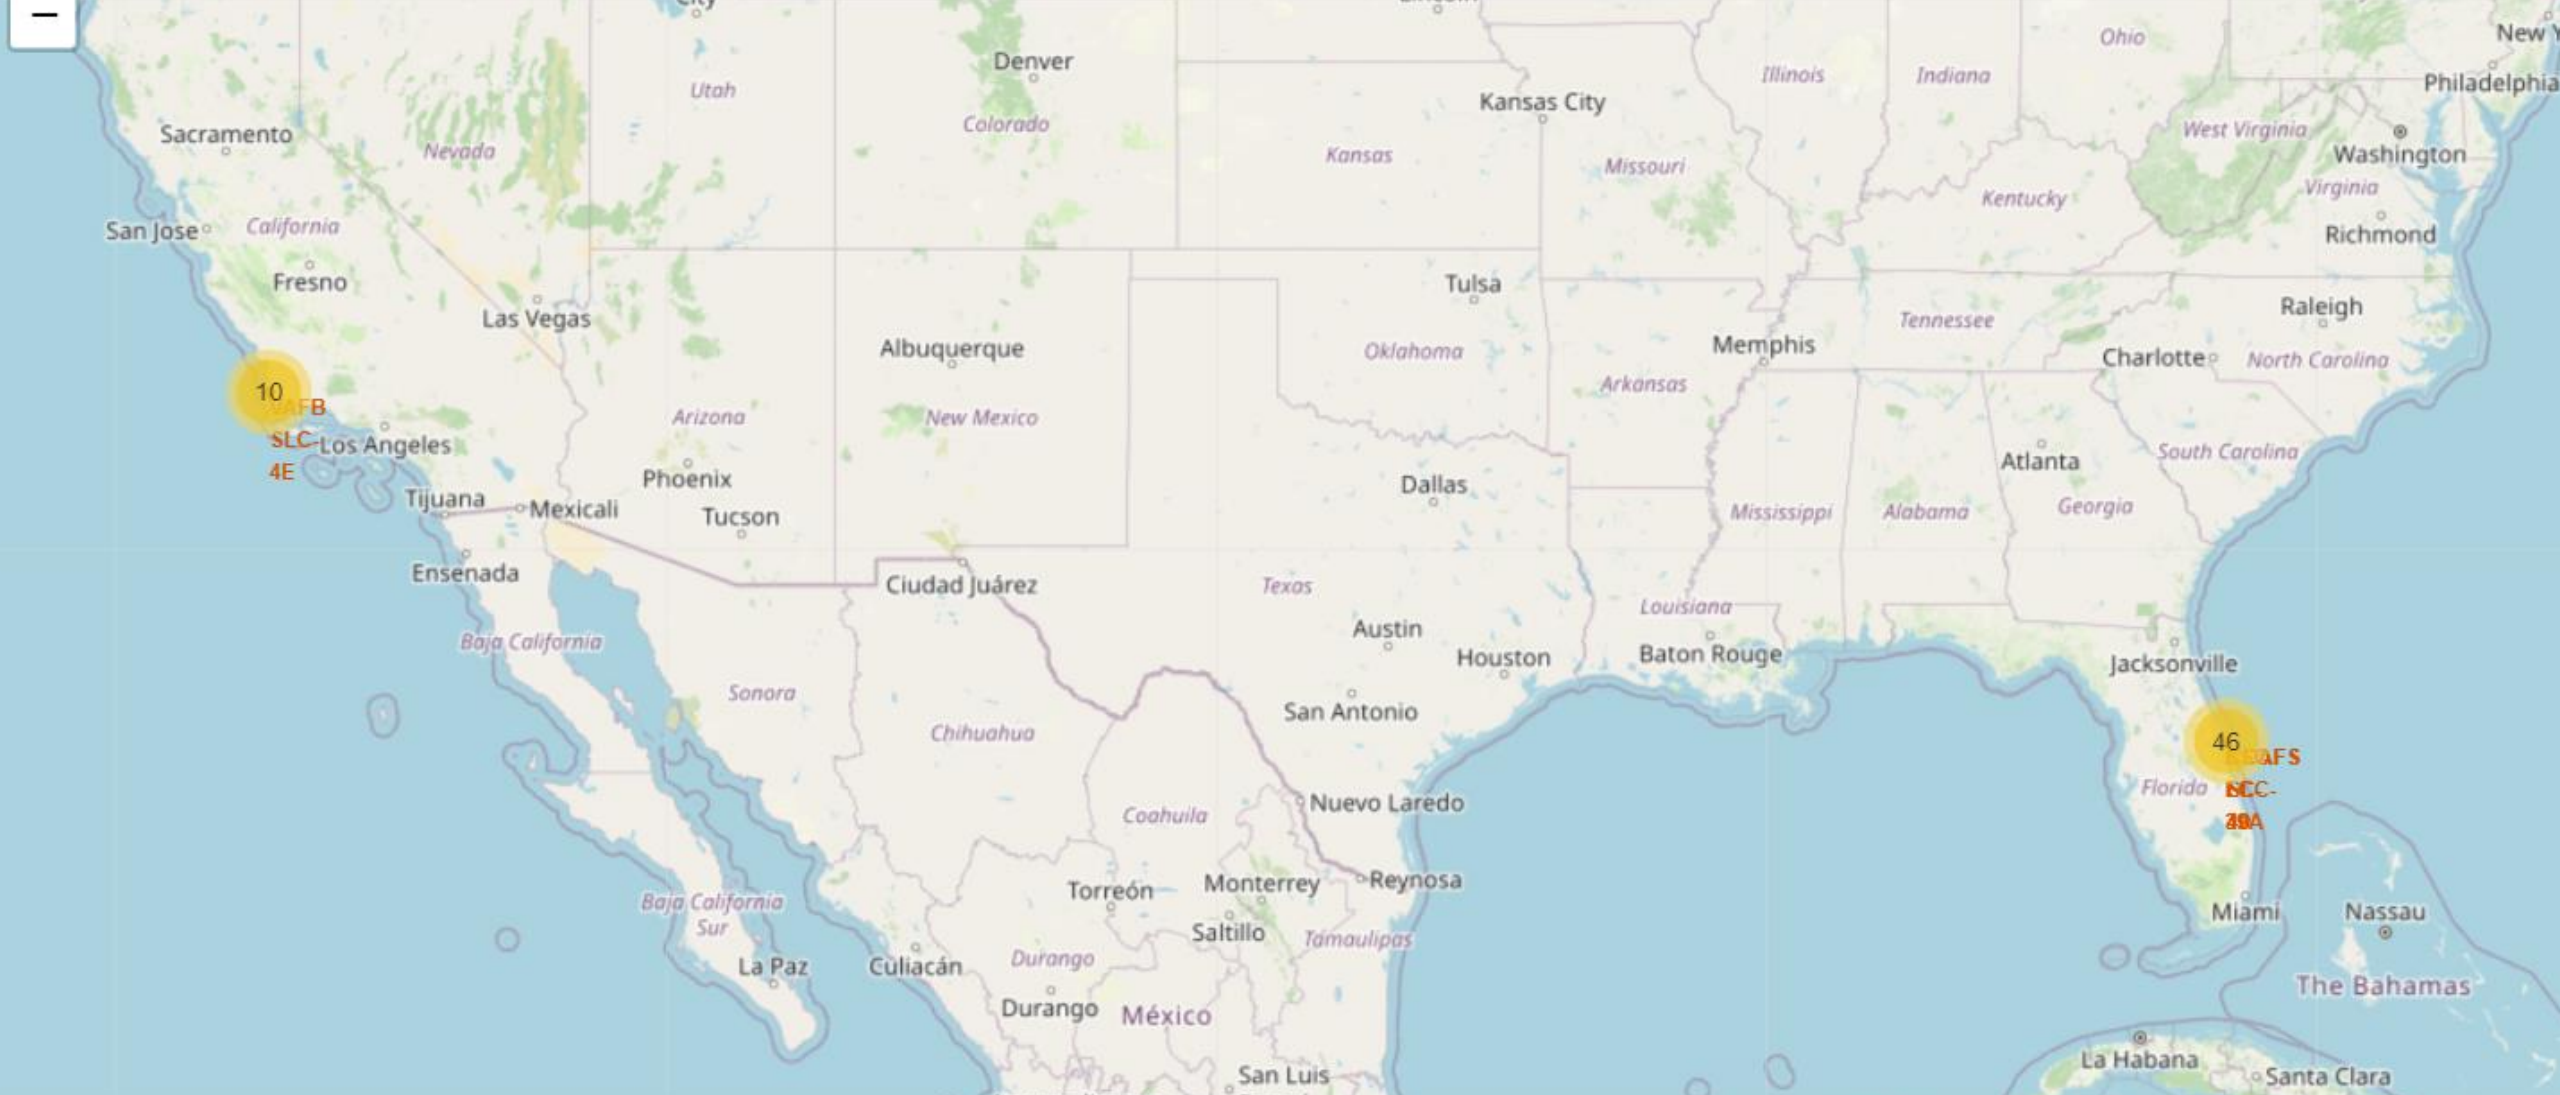 −
City
Denver
Utah
Colorado
Sacramento
Nevada
San Jose
California
Fresno
Las Vegas
Kansas City
Kansas
Missouri
Illinois
Indiana
Ohio
New Y
Philadelphia
West Virginia
Washington
Virginia
Richmond
Kentucky
Tulsa
Oklahoma
Albuquerque
New Mexico
Arizona
Phoenix
Tucson
10
VAFB
SLC-
4E
Los Angeles
Tijuana
Mexicali
Ensenada
Memphis
Arkansas
Tennessee
Raleigh
Charlotte
North Carolina
South Carolina
Atlanta
Georgia
Alabama
Mississippi
Dallas
Texas
Ciudad Juárez
Austin
Houston
San Antonio
Louisiana
Baton Rouge
Jacksonville
46
Florida
Miami
Nassau
The Bahamas
La Habana
Santa Clara
Baja California
Sonora
Chihuahua
Coahuila
Nuevo Laredo
Reynosa
Torreón
Monterrey
Saltillo
Tamaulipas
Baja California
Sur
La Paz
Culiacán
Durango
Durango
México
San Luis